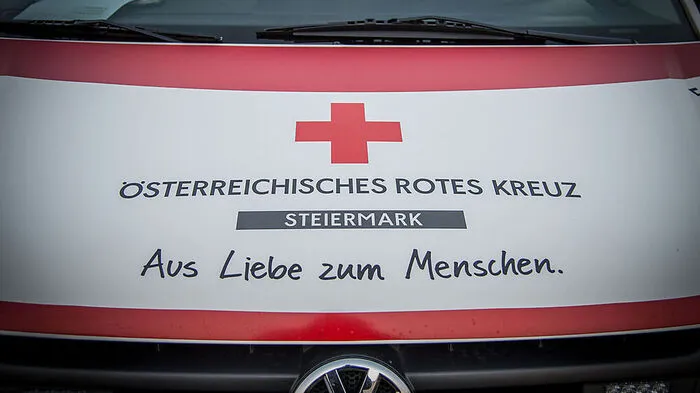 ÖSTERREICHISCHES ROTES KREUZ
STEIERMARK
Aus Liebe zum Menschen.